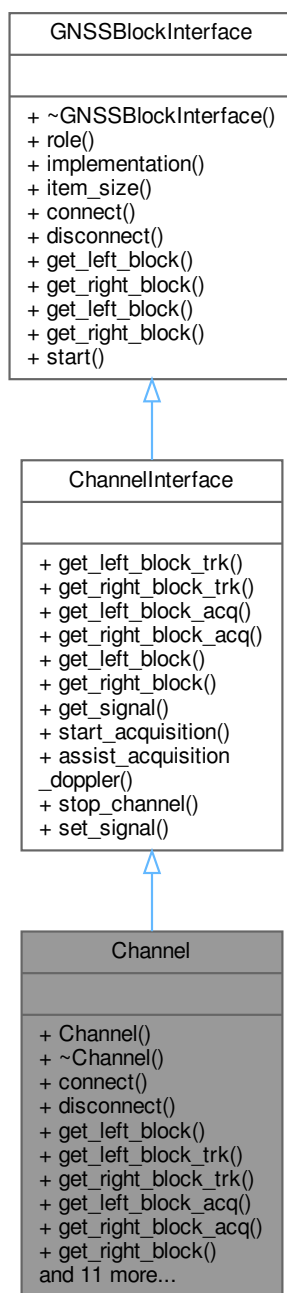 GNSSBlockInterface
+ ~GNSSBlockInterface()
+ role()
+ implementation()
+ item_size()
+ connect()
+ disconnect()
+ get_left_block()
+ get_right_block()
+ get_left_block()
+ get_right_block()
+ start()
ChannelInterface
+ get_left_block_trk()
+ get_right_block_trk()
+ get_left_block_acq()
+ get_right_block_acq()
+ get_left_block()
+ get_right_block()
+ get_signal()
+ start_acquisition()
+ assist_acquisition
_doppler()
+ stop_channel()
+ set_signal()
Channel
+ Channel()
+ ~Channel()
+ connect()
+ disconnect()
+ get_left_block()
+ get_left_block_trk()
+ get_right_block_trk()
+ get_left_block_acq()
+ get_right_block_acq()
+ get_right_block()
and 11 more...